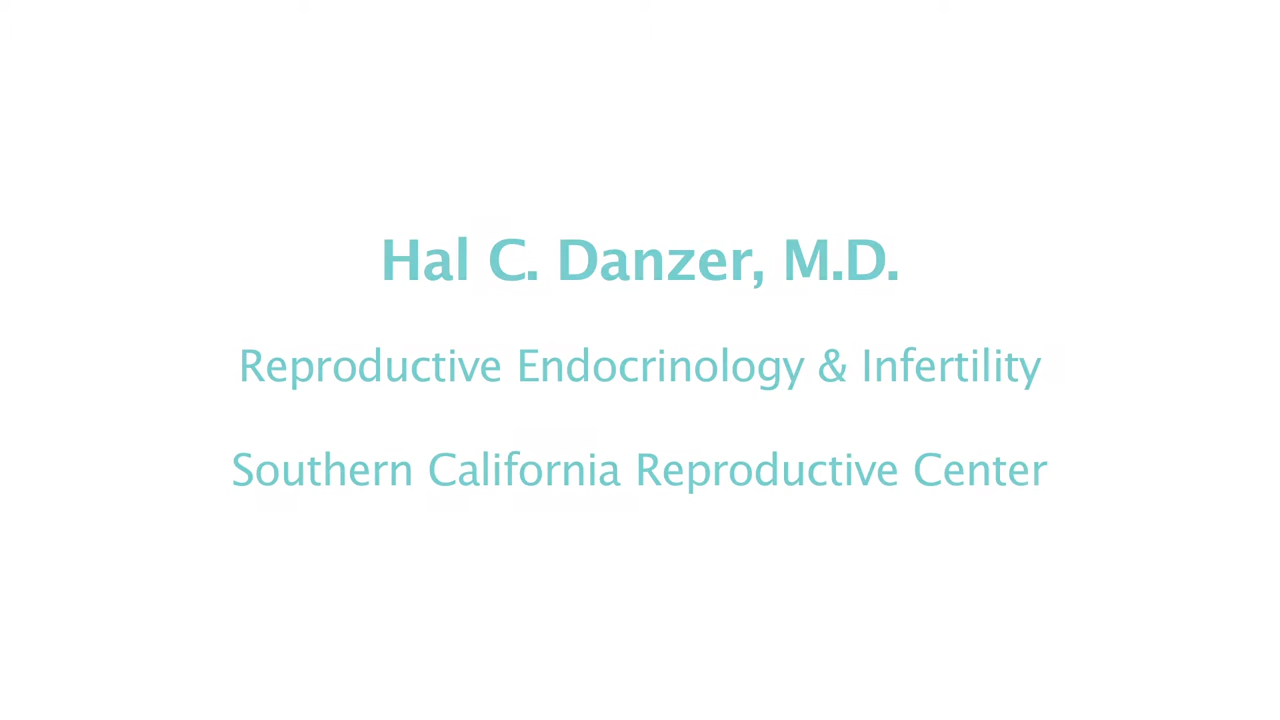 Hal C. Danzer, M.D.
Reproductive Endocrinology & Infertility
Southern California Reproductive Center